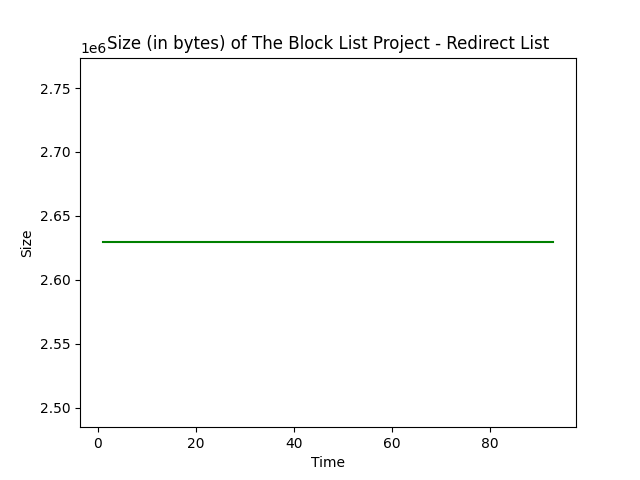 1e6
Size (in bytes) of The Block List Project - Redirect List
2.75
2.70
2.65
2.60
2.55
2.50
Size
0 20 40 60 80
Time